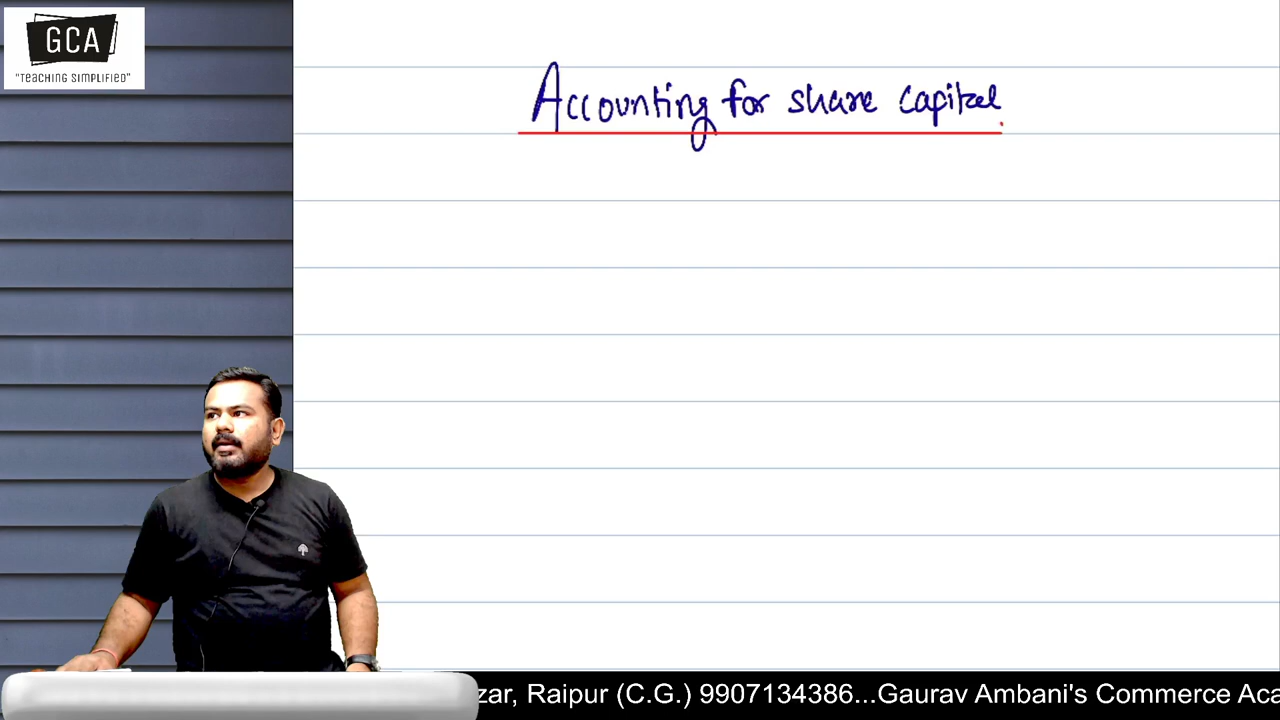 GCA
"TEACHING SIMPLIFIED"
Accounting for share capital
zar, Raipur (C.G.) 9907134386...Gaurav Ambani's Commerce Aca